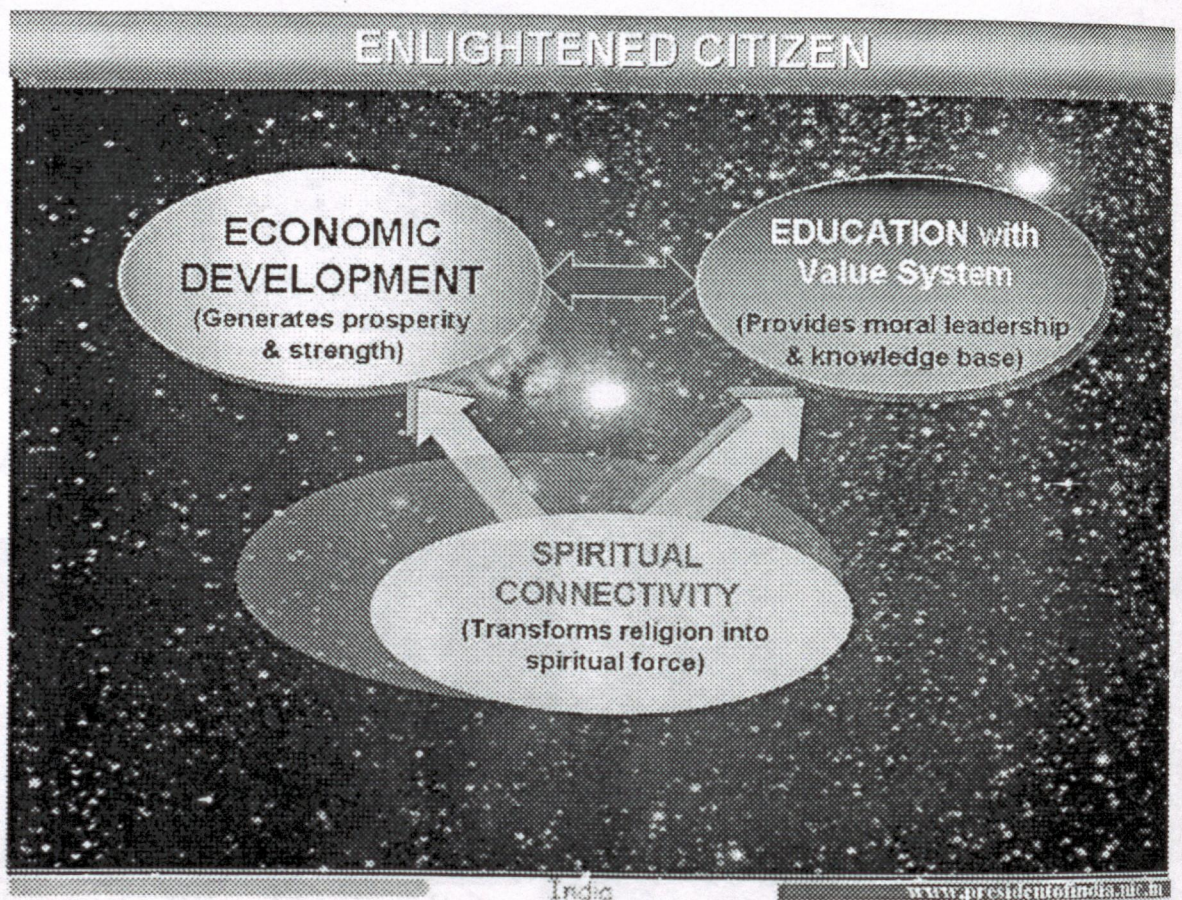 ENLIGHTENED CITIZEN
ECONOMIC
DEVELOPMENT
(Generates prosperity
& strength)
EDUCATION with
Value System
(Provides moral leadership
& knowledge base)
SPIRITUAL
CONNECTIVITY
(Transforms religion into
spiritual force)
India
www.presidentofindia.nic.in